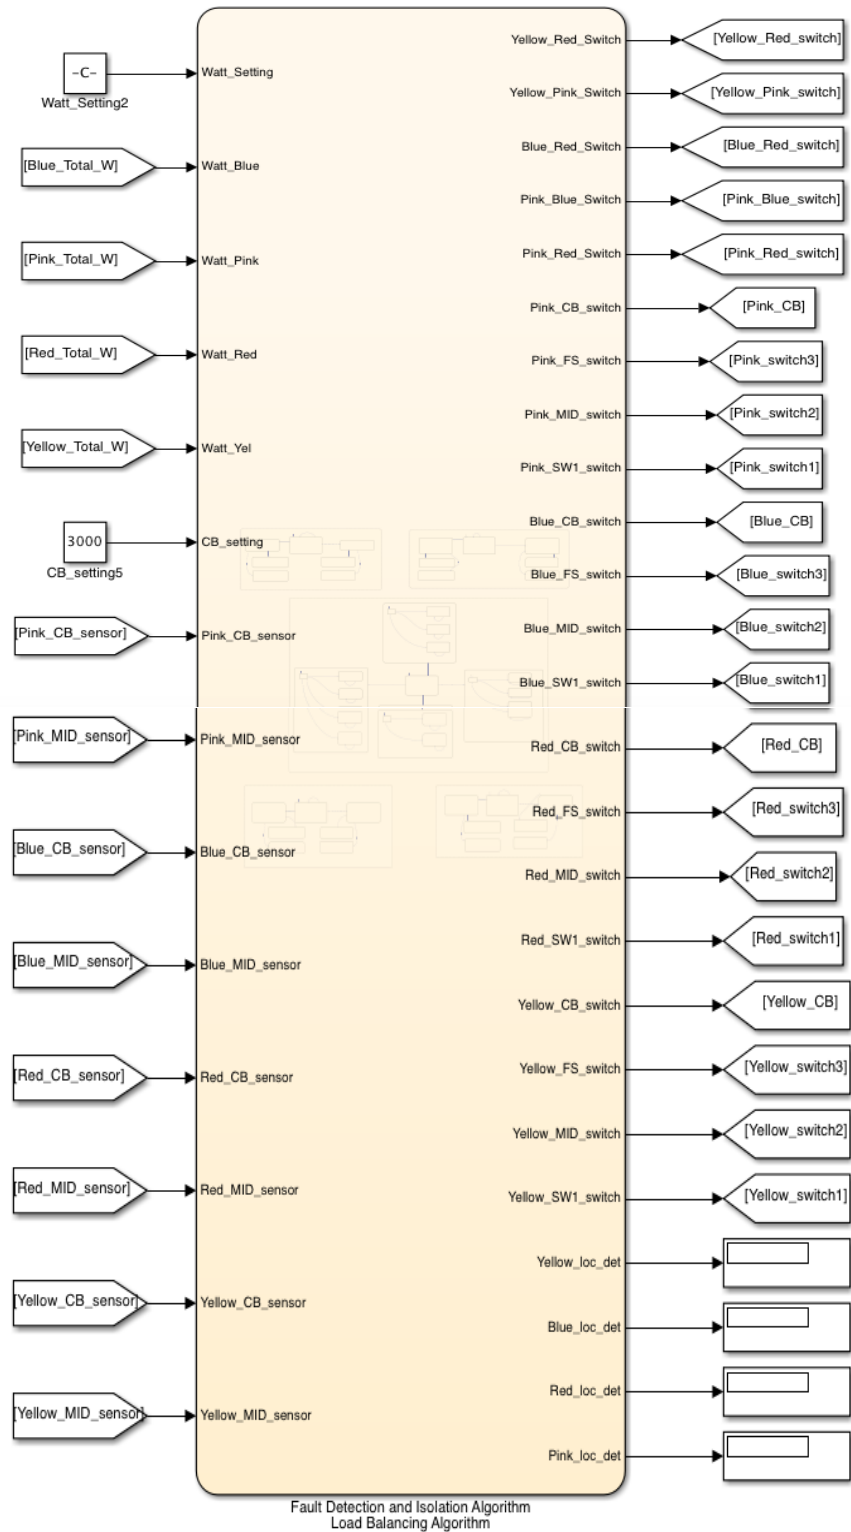 -C-
Watt_Setting2
[Blue_Total_W]
[Pink_Total_W]
[Red_Total_W]
[Yellow_Total_W]
3000
CB_setting5
[Pink_CB_sensor]
[Pink_MID_sensor]
[Blue_CB_sensor]
[Blue_MID_sensor]
[Red_CB_sensor]
[Red_MID_sensor]
[Yellow_CB_sensor]
[Yellow_MID_sensor]
Watt_Setting
Watt_Blue
Watt_Pink
Watt_Red
Watt_Yel
CB_setting
Pink_CB_sensor
Pink_MID_sensor
Blue_CB_sensor
Blue_MID_sensor
Red_CB_sensor
Red_MID_sensor
Yellow_CB_sensor
Yellow_MID_sensor
Yellow_Red_Switch
Yellow_Pink_Switch
Blue_Red_Switch
Pink_Blue_Switch
Pink_Red_Switch
Pink_CB_switch
Pink_FS_switch
Pink_MID_switch
Pink_SW1_switch
Blue_CB_switch
Blue_FS_switch
Blue_MID_switch
Blue_SW1_switch
Red_CB_switch
Red_FS_switch
Red_MID_switch
Red_SW1_switch
Yellow_CB_switch
Yellow_FS_switch
Yellow_MID_switch
Yellow_SW1_switch
Yellow_loc_det
Blue_loc_det
Red_loc_det
Pink_loc_det
[Yellow_Red_switch]
[Yellow_Pink_switch]
[Blue_Red_switch]
[Pink_Blue_switch]
[Pink_Red_switch]
[Pink_CB]
[Pink_switch3]
[Pink_switch2]
[Pink_switch1]
[Blue_CB]
[Blue_switch3]
[Blue_switch2]
[Blue_switch1]
[Red_CB]
[Red_switch3]
[Red_switch2]
[Red_switch1]
[Yellow_CB]
[Yellow_switch3]
[Yellow_switch2]
[Yellow_switch1]
Fault Detection and Isolation Algorithm
Load Balancing Algorithm